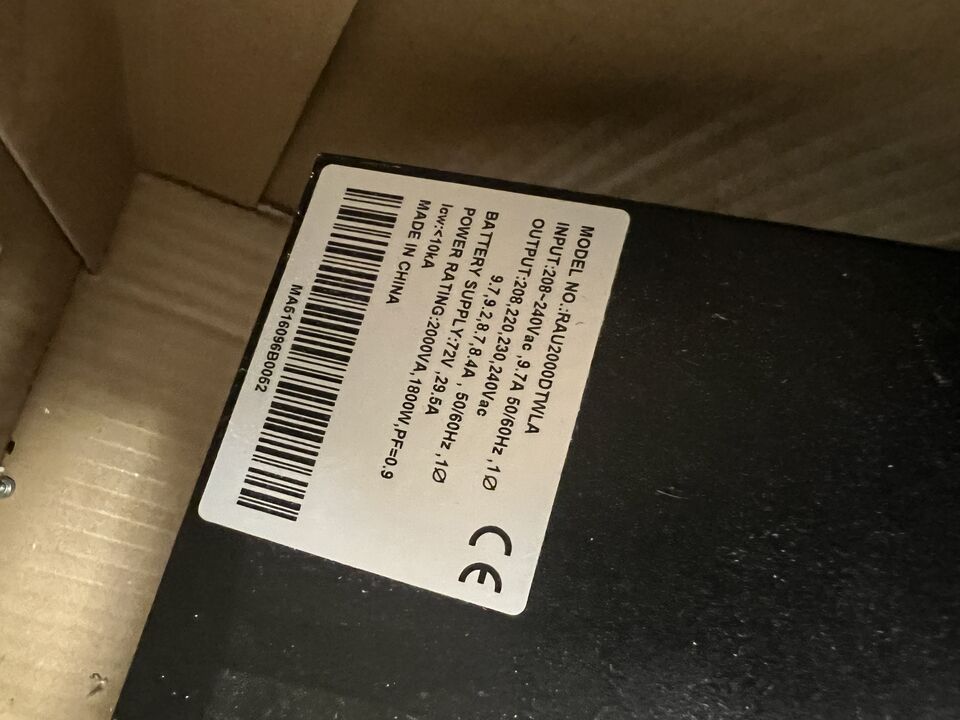 MODEL NO.:RAU2000DTWLA
INPUT:208~240Vac ,9.7A 50/60Hz ,1Ø
OUTPUT:208,220,230,240Vac
9.7,9.2,8.7,8.4A , 50/60Hz ,1Ø
BATTERY SUPPLY:72V ,29.5A
POWER RATING:2000VA,1800W,PF=0.9
Icw:<10kA
MADE IN CHINA
MA616096B0052
CE